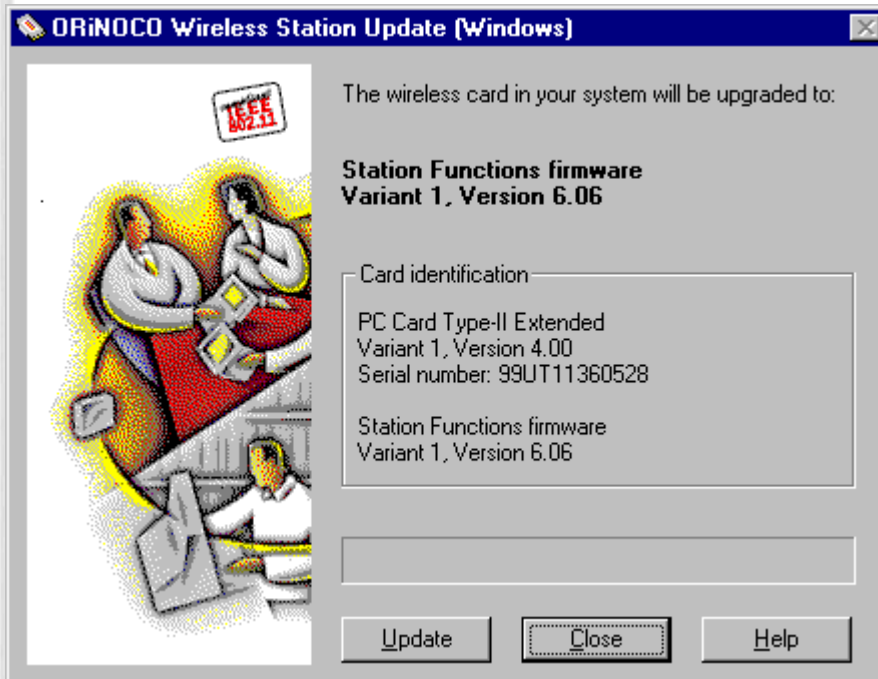 ORiNOCO Wireless Station Update (Windows)
IEEE
802.11
The wireless card in your system will be upgraded to:
Station Functions firmware
Variant 1, Version 6.06
Card identification
PC Card Type-II Extended
Variant 1, Version 4.00
Serial number: 99UT11360528
Station Functions firmware
Variant 1, Version 6.06
Update
Close
Help